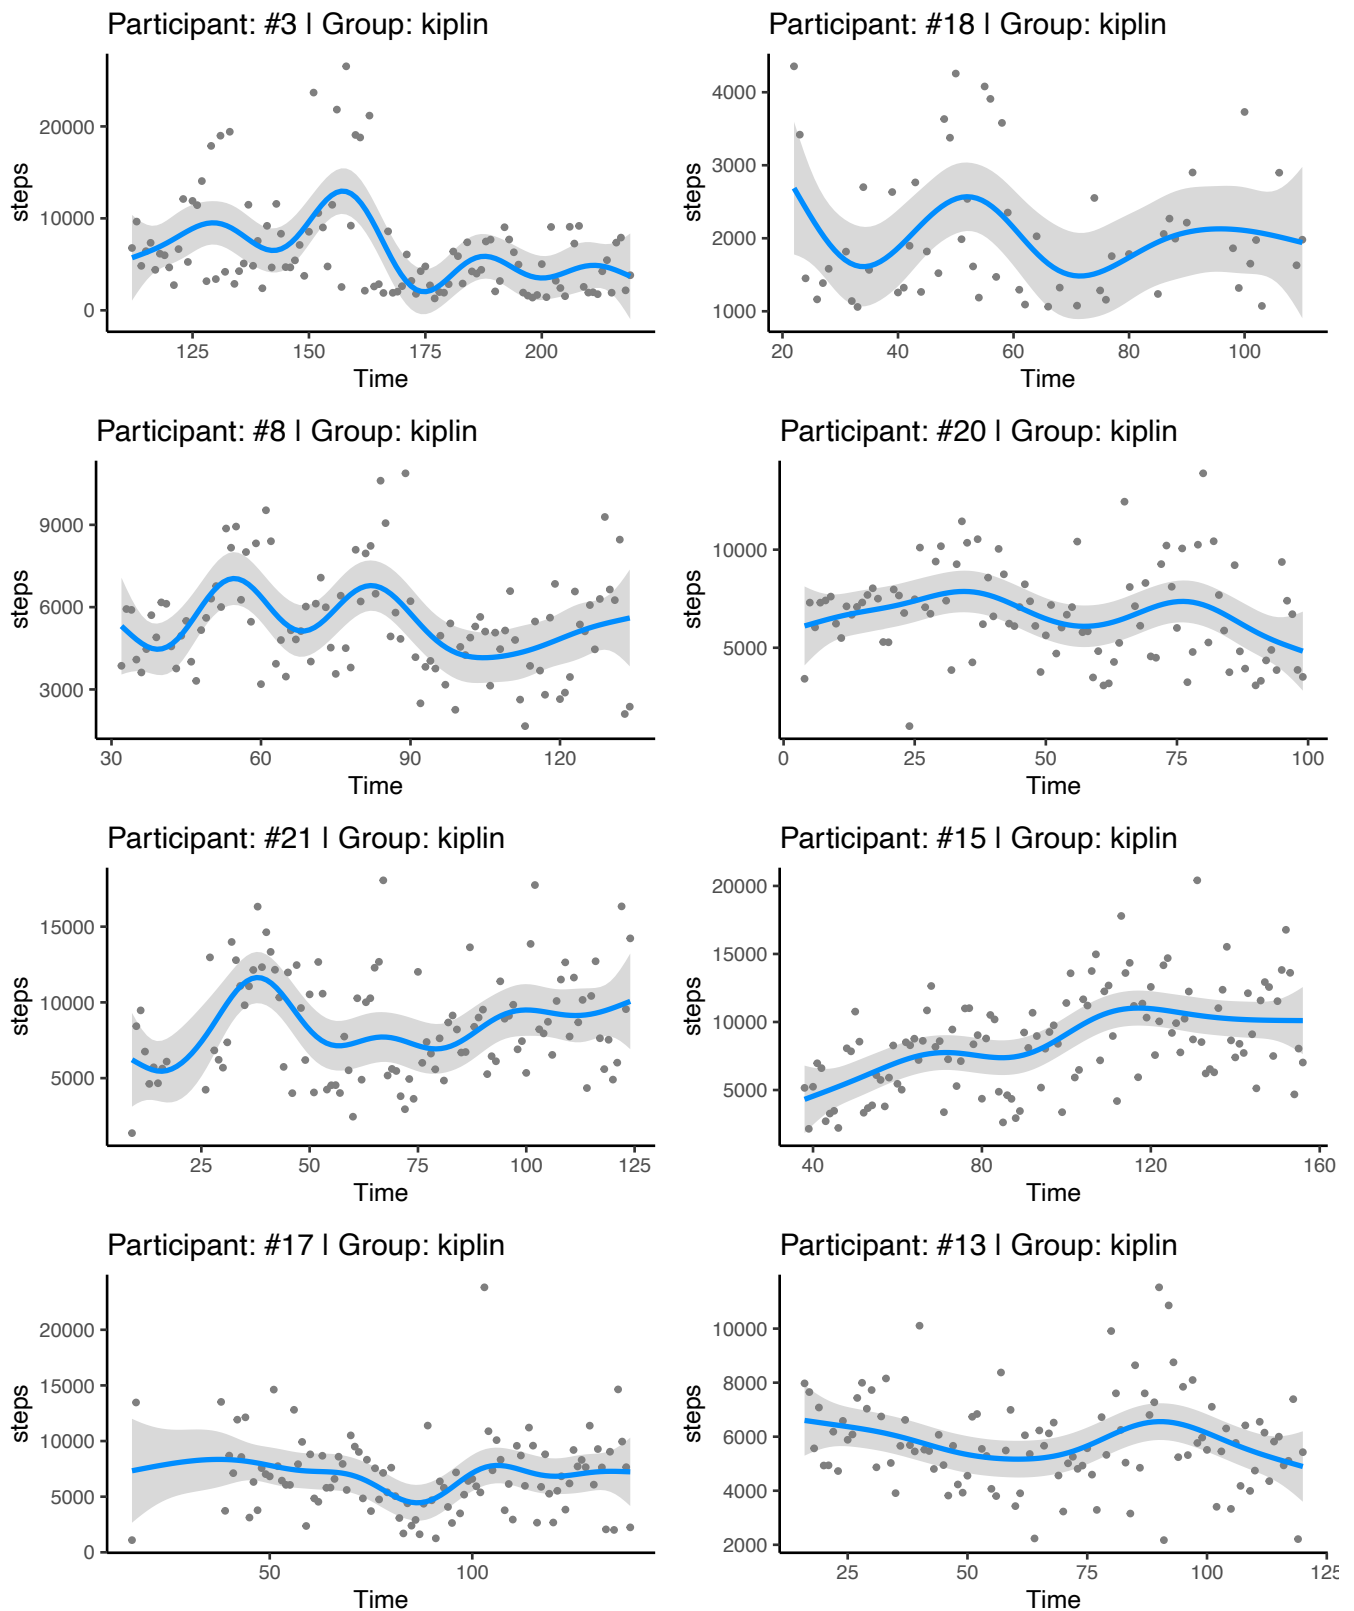 Participant: #3 | Group: kiplin
steps
20000
10000
0
125 150 175 200
Time
Participant: #18 | Group: kiplin
steps
4000
3000
2000
1000
20 40 60 80 100
Time
Participant: #8 | Group: kiplin
steps
9000
6000
3000
30 60 90 120
Time
Participant: #20 | Group: kiplin
steps
10000
5000
0 25 50 75 100
Time
Participant: #21 | Group: kiplin
steps
15000
10000
5000
25 50 75 100 125
Time
Participant: #15 | Group: kiplin
steps
20000
15000
10000
5000
40 80 120 160
Time
Participant: #17 | Group: kiplin
steps
20000
15000
10000
5000
0
50 100
Time
Participant: #13 | Group: kiplin
steps
10000
8000
6000
4000
2000
25 50 75 100 125
Time